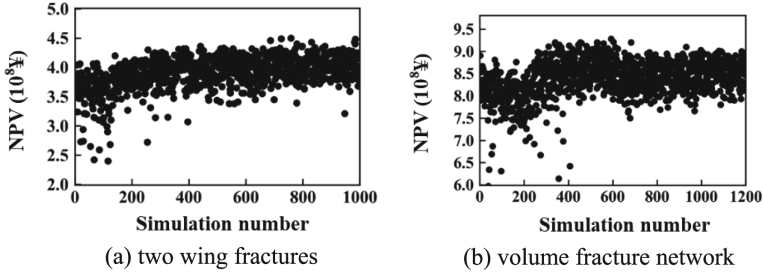 5.0
4.5
4.0
3.5
3.0
2.5
2.0
NPV (10⁸¥)
0 200 400 600 800 1000
Simulation number
(a) two wing fractures
9.5
9.0
8.5
8.0
7.5
7.0
6.5
6.0
NPV (10⁸¥)
0 200 400 600 800 1000 1200
Simulation number
(b) volume fracture network